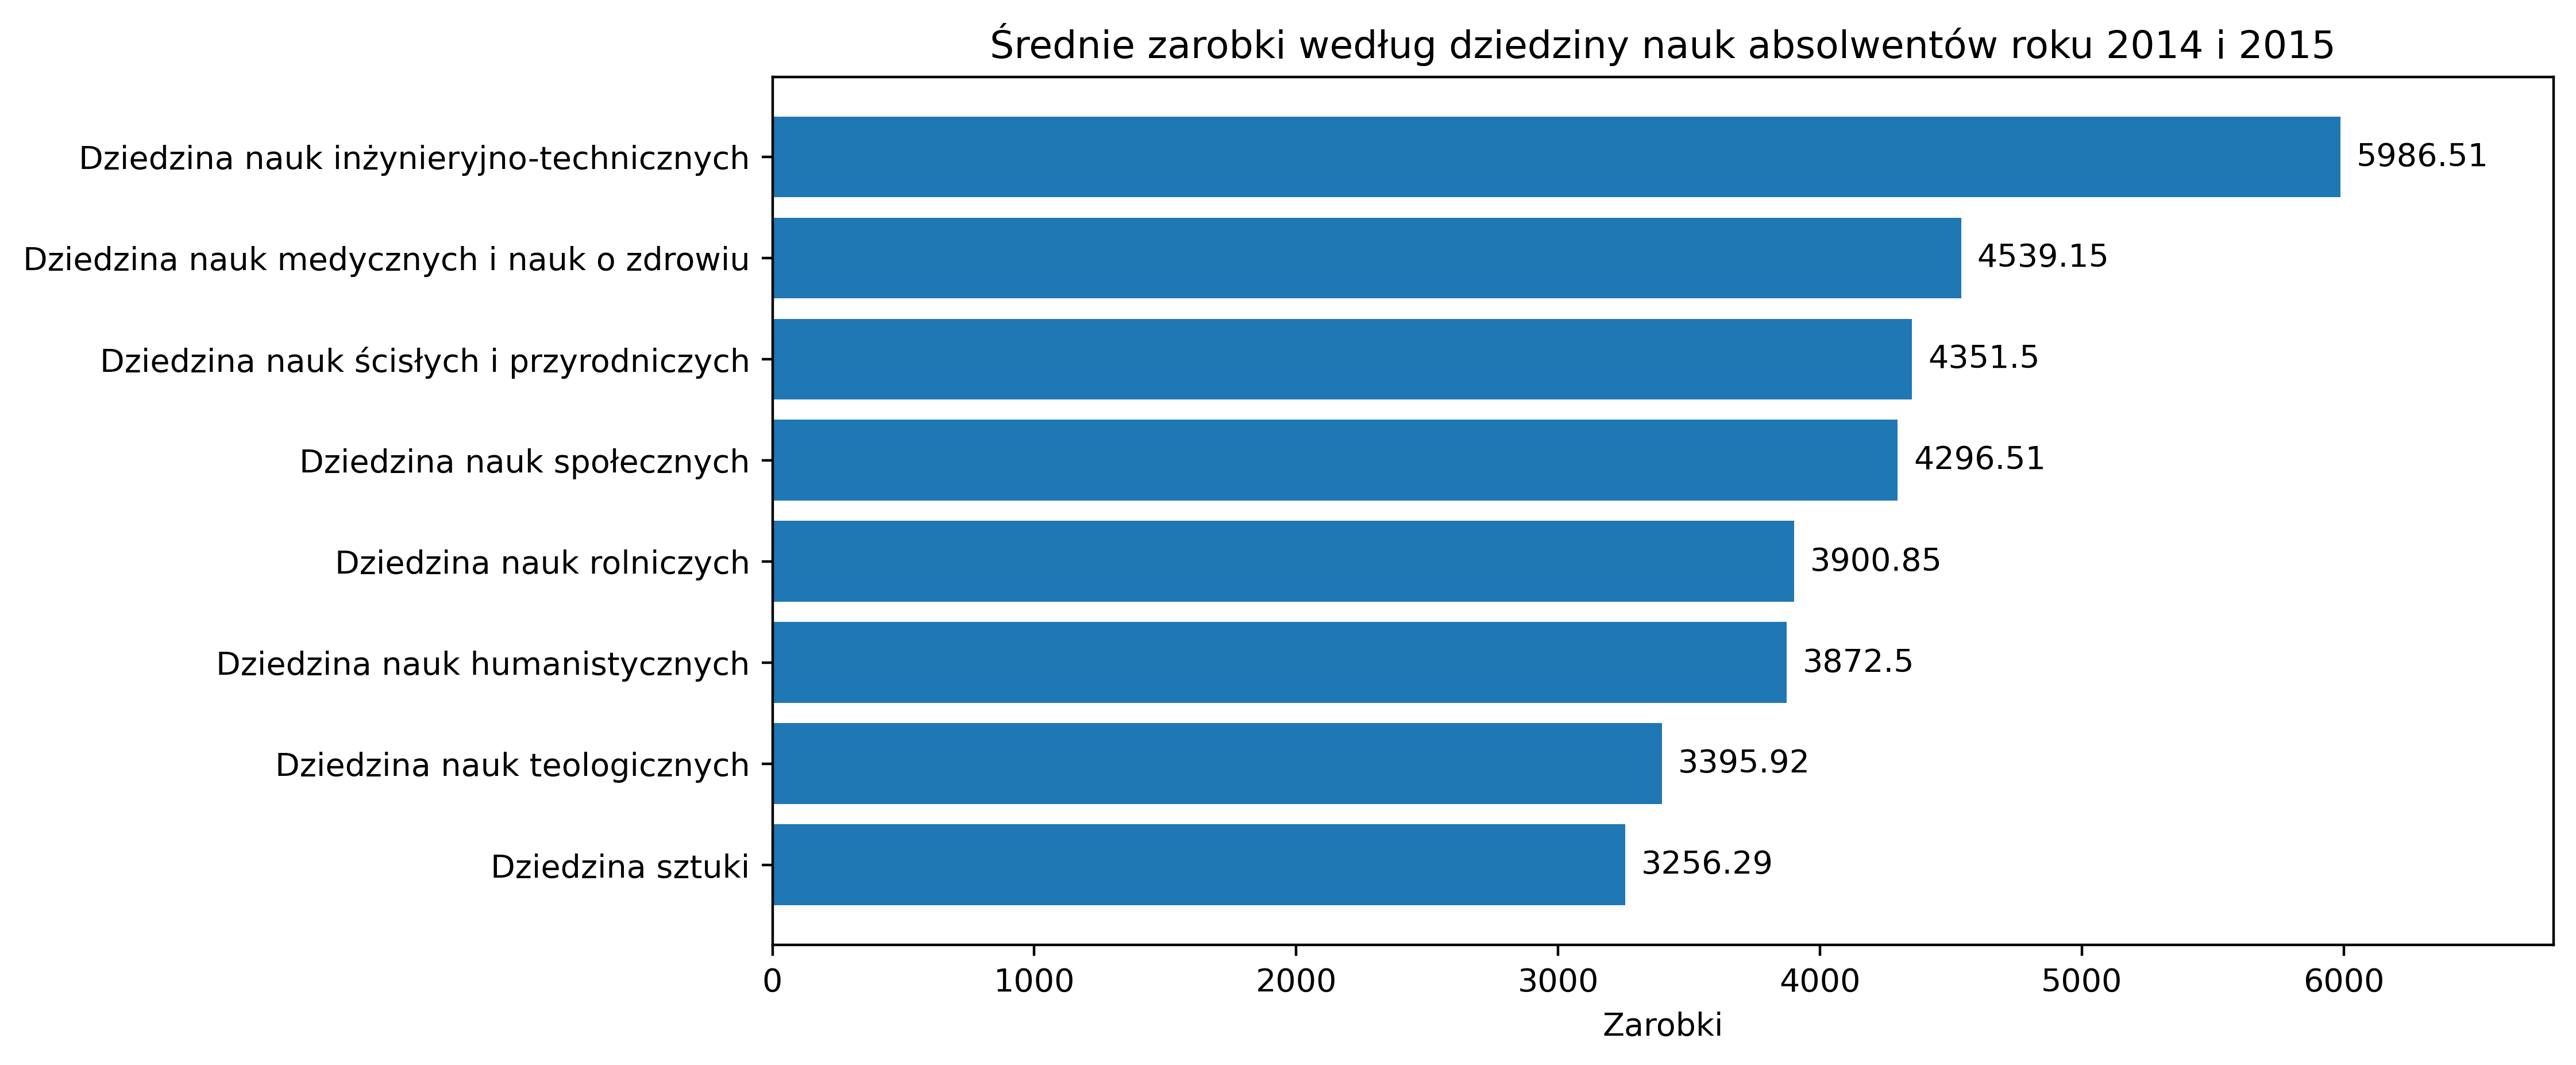 Średnie zarobki według dziedziny nauk absolwentów roku 2014 i 2015
Dziedzina nauk inżynieryjno-technicznych 5986.51
Dziedzina nauk medycznych i nauk o zdrowiu 4539.15
Dziedzina nauk ścisłych i przyrodniczych 4351.5
Dziedzina nauk społecznych 4296.51
Dziedzina nauk rolniczych 3900.85
Dziedzina nauk humanistycznych 3872.5
Dziedzina nauk teologicznych 3395.92
Dziedzina sztuki 3256.29
0 1000 2000 3000 4000 5000 6000
Zarobki